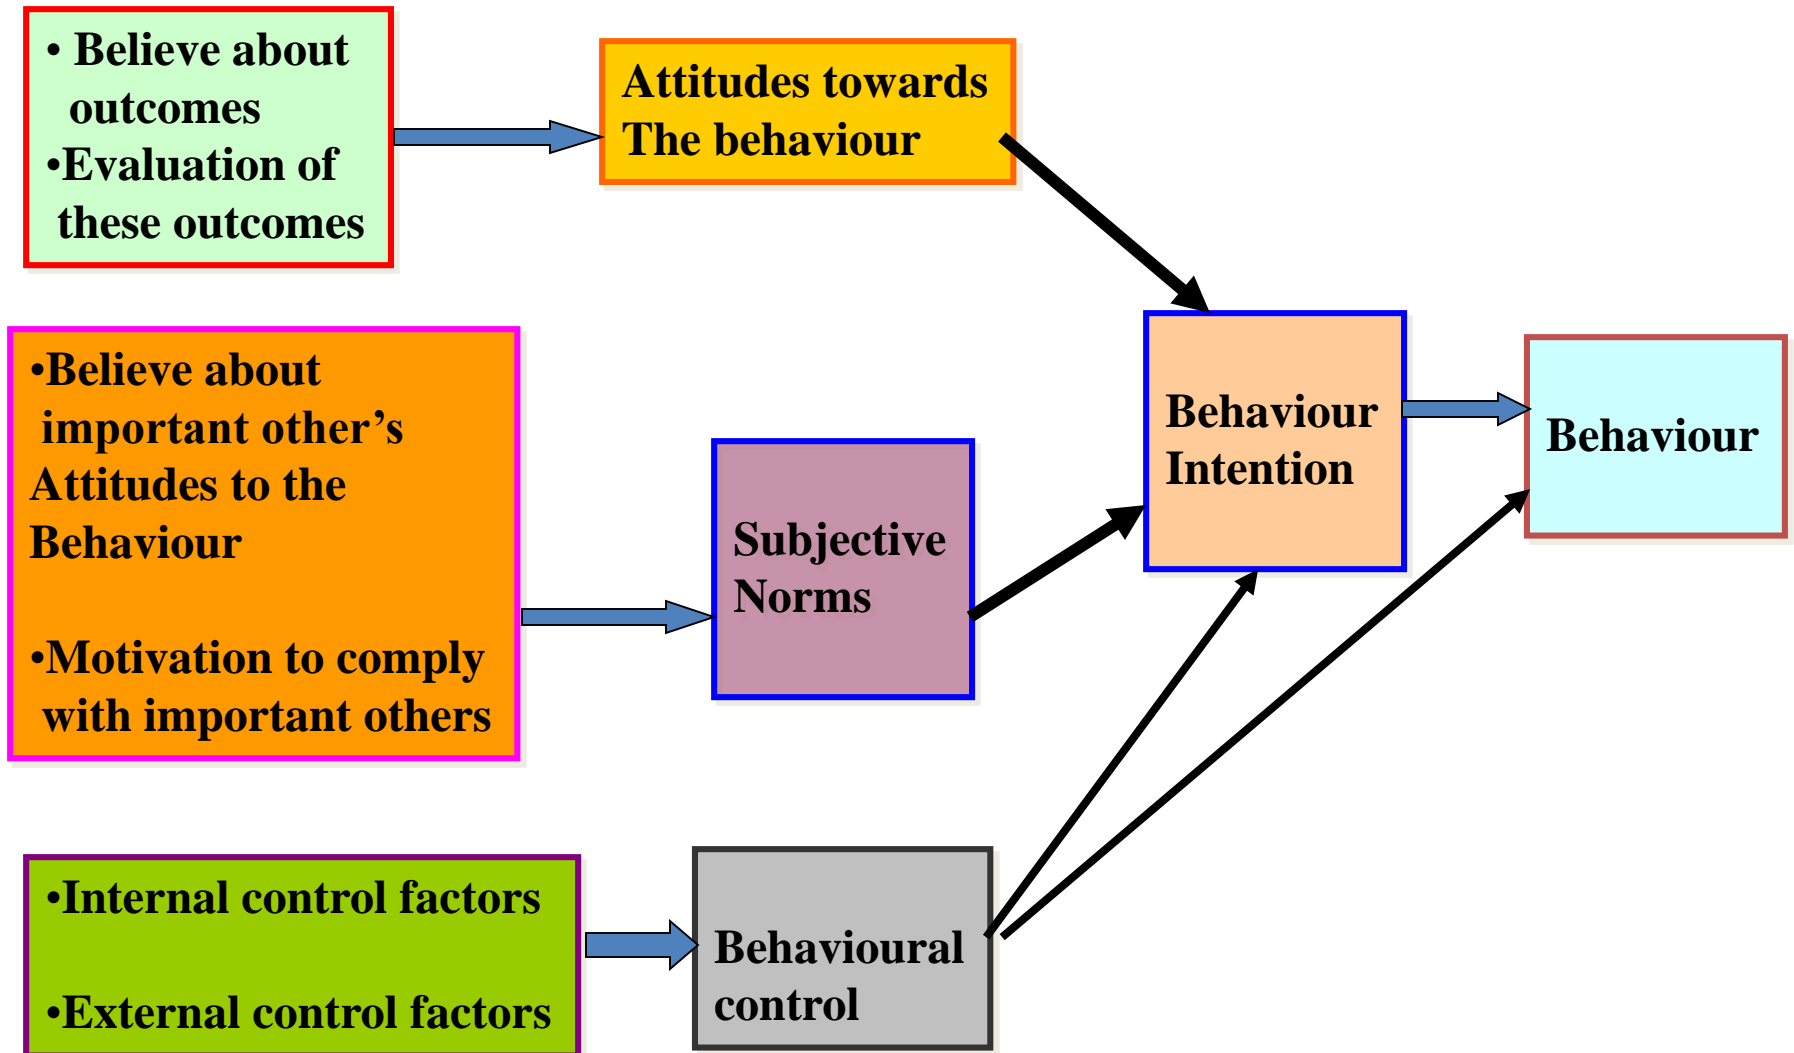 • Believe about
outcomes
•Evaluation of
these outcomes
Attitudes towards
The behaviour
•Believe about
important other’s
Attitudes to the
Behaviour
•Motivation to comply
with important others
Subjective
Norms
Behaviour
Intention
Behaviour
•Internal control factors
•External control factors
Behavioural
control